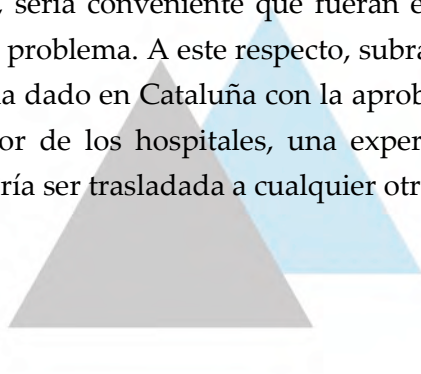 , sería conveniente que fueran e
problema. A este respecto, subra
a dado en Cataluña con la aprob
or de los hospitales, una exper
ría ser trasladada a cualquier otr